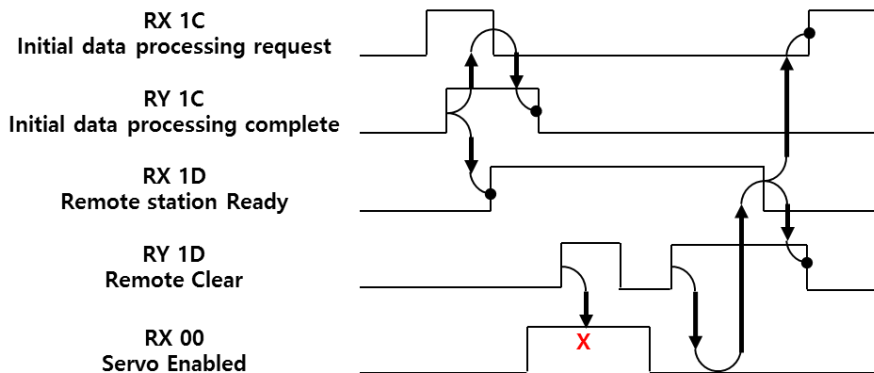 RX 1C
Initial data processing request
RY 1C
Initial data processing complete
RX 1D
Remote station Ready
RY 1D
Remote Clear
X
RX 00
Servo Enabled